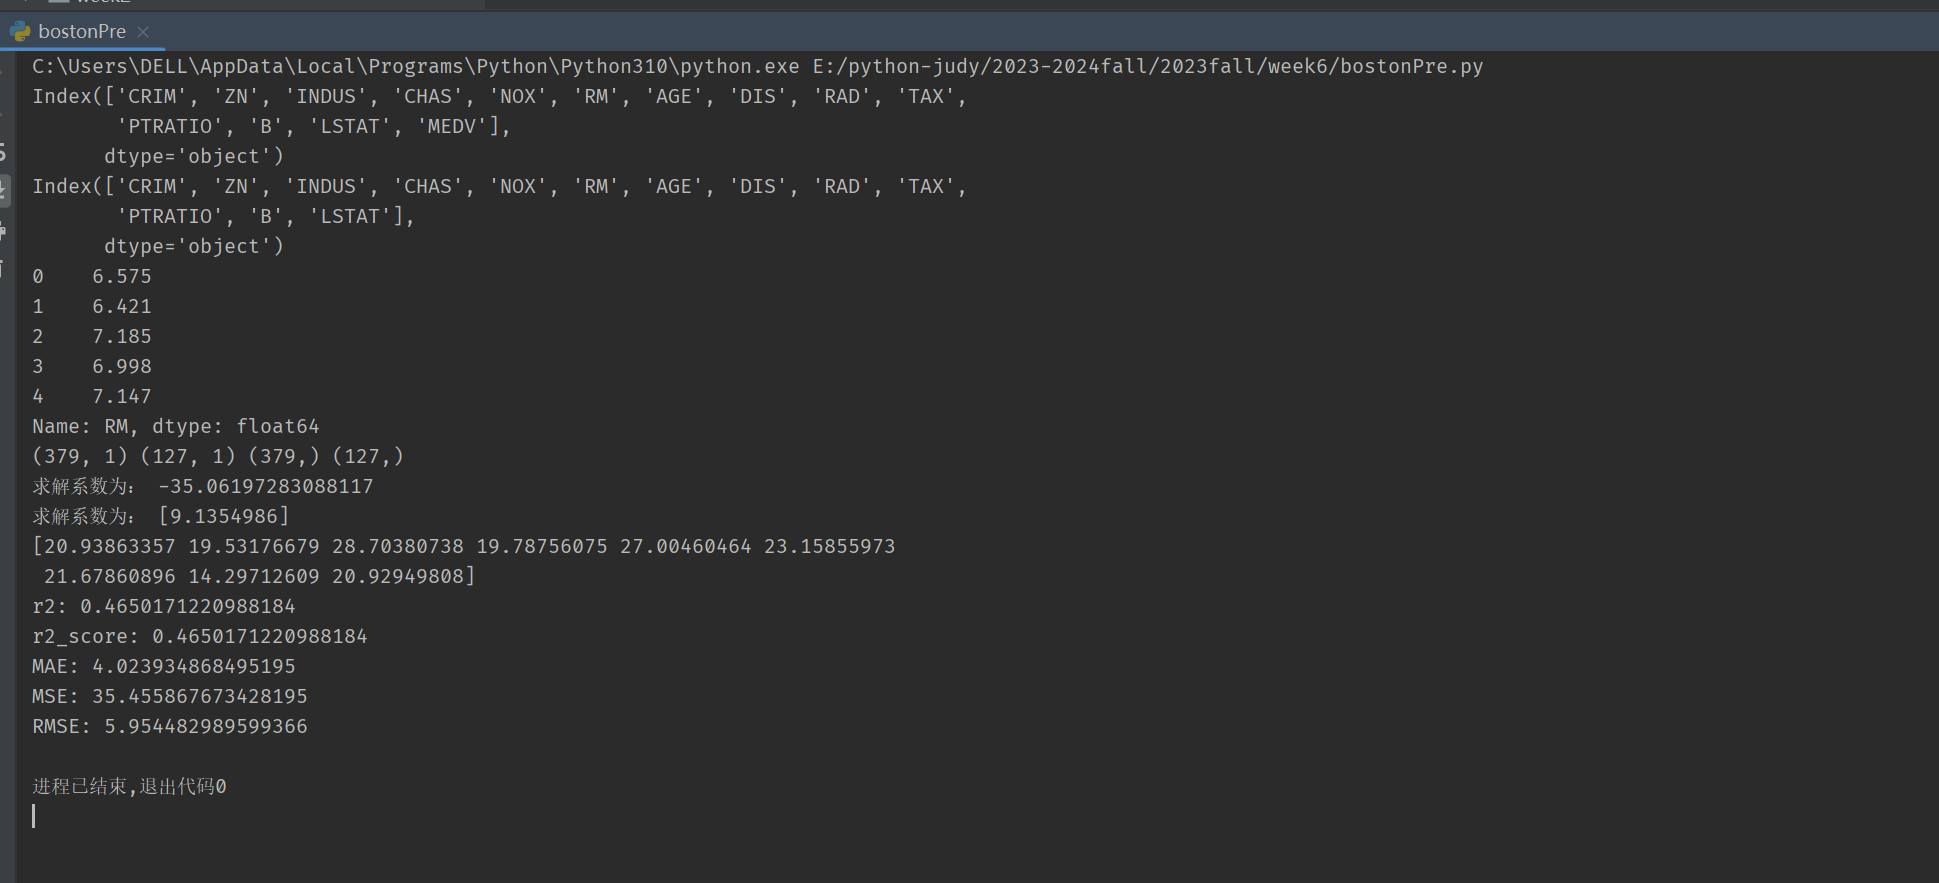 bostonPre
C:\Users\DELL\AppData\Local\Programs\Python\Python310\python.exe E:/python-judy/2023-2024fall/2023fall/week6/bostonPre.py
Index(['CRIM', 'ZN', 'INDUS', 'CHAS', 'NOX', 'RM', 'AGE', 'DIS', 'RAD', 'TAX',
       'PTRATIO', 'B', 'LSTAT', 'MEDV'],
      dtype='object')
Index(['CRIM', 'ZN', 'INDUS', 'CHAS', 'NOX', 'RM', 'AGE', 'DIS', 'RAD', 'TAX',
       'PTRATIO', 'B', 'LSTAT'],
      dtype='object')
0    6.575
1    6.421
2    7.185
3    6.998
4    7.147
Name: RM, dtype: float64
(379, 1) (127, 1) (379,) (127,)
求解系数为： -35.06197283088117
求解系数为： [9.1354986]
[20.93863357 19.53176679 28.70380738 19.78756075 27.00460464 23.15855973
 21.67860896 14.29712609 20.92949808]
r2: 0.4650171220988184
r2_score: 0.4650171220988184
MAE: 4.023934868495195
MSE: 35.455867673428195
RMSE: 5.954482989599366
进程已结束,退出代码0